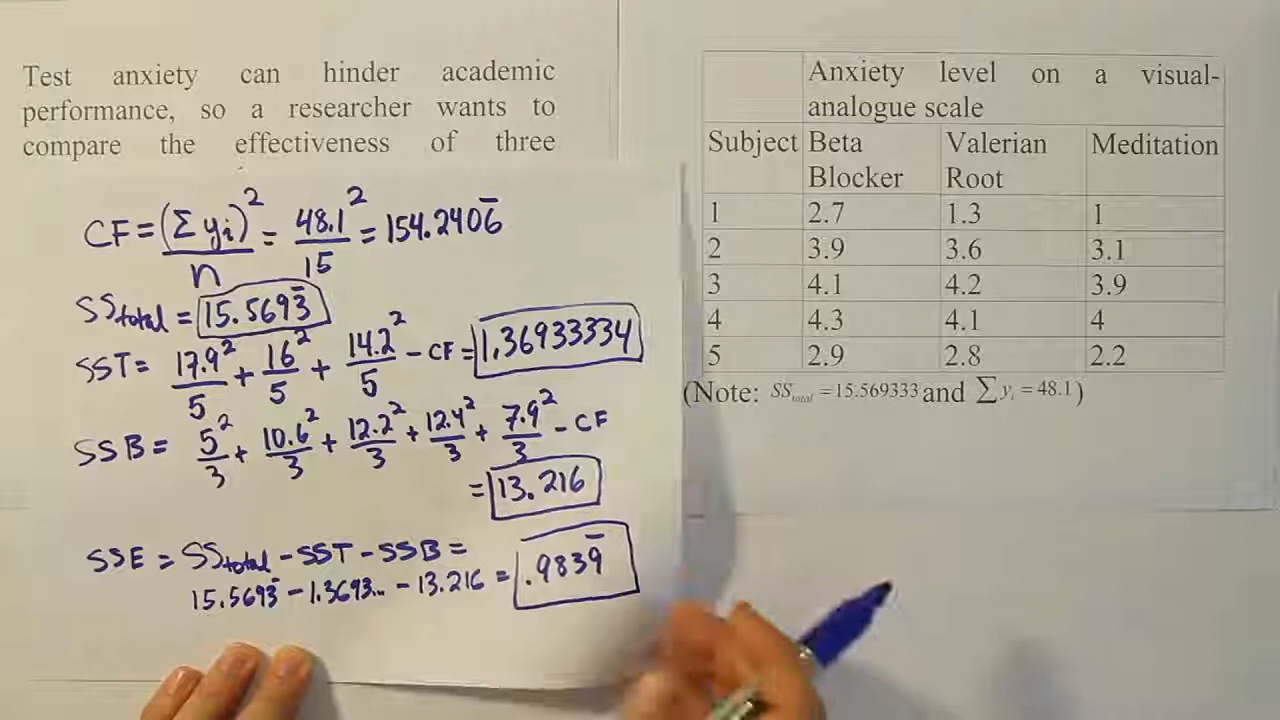 Test anxiety can hinder academic
performance, so a researcher wants to
compare the effectiveness of three
CF = (Σ yi)² / n = 48.1² / 15 = 154.2406̄
SStotal = 15.5693̄
SST = 17.9²/5 + 16²/5 + 14.2²/5 - CF = 1.36933334
SSB = 5²/3 + 10.6²/3 + 12.2²/3 + 12.4²/3 + 7.9²/3 - CF
= 13.216
SSE = SStotal - SST - SSB =
15.5693̄ - 1.3693... - 13.216 = .9839̄
Anxiety level on a visual-
analogue scale
Subject Beta Valerian Meditation
Blocker Root
1 2.7 1.3 1
2 3.9 3.6 3.1
3 4.1 4.2 3.9
4 4.3 4.1 4
5 2.9 2.8 2.2
(Note: SStotal = 15.569333 and Σ yi = 48.1)